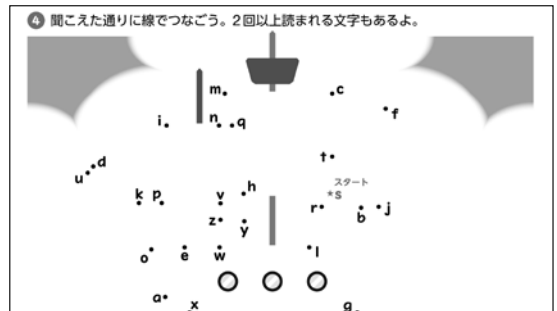 ④ 聞こえた通りに線でつなごう。2回以上読まれる文字もあるよ。
m c
f
i n q
t
d
u
スタート
k p v h r *s b j
z y
o e w l
a x g